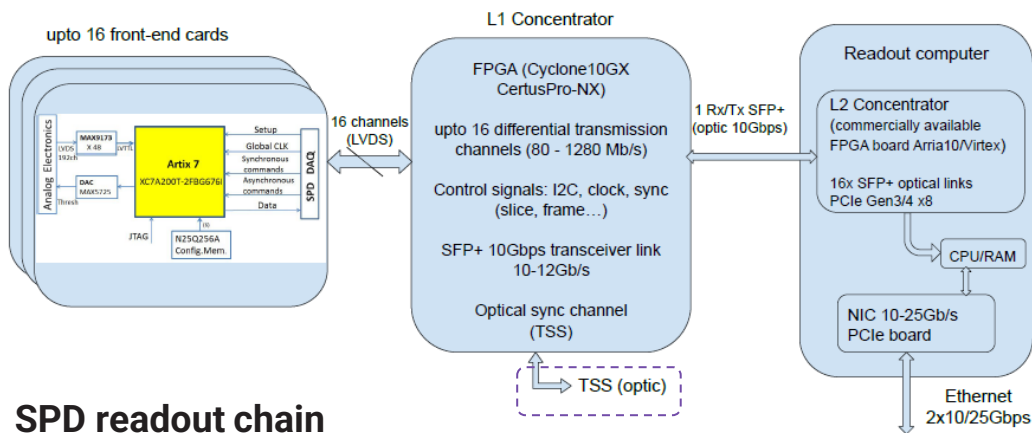 upto 16 front-end cards
Analog Electronics
MAX9173
X 48
LVDS
192ch
LVTTL
DAC
MAX5725
Thresh
Artix 7
XC7A200T-2FBG676I
JTAG
N25Q256A
Config.Mem.
Setup
Global CLK
Synchronous
commands
Asynchronous
commands
Data
SPD DAQ
16 channels
(LVDS)
L1 Concentrator
FPGA (Cyclone10GX
CertusPro-NX)
upto 16 differential transmission
channels (80 - 1280 Mb/s)
Control signals: I2C, clock, sync
(slice, frame…)
SFP+ 10Gbps transceiver link
10-12Gb/s
Optical sync channel
(TSS)
TSS (optic)
1 Rx/Tx SFP+
(optic 10Gbps)
Readout computer
L2 Concentrator
(commercially available
FPGA board Arria10/Virtex)
16x SFP+ optical links
PCIe Gen3/4 x8
CPU/RAM
NIC 10-25Gb/s
PCIe board
Ethernet
2x10/25Gbps
SPD readout chain